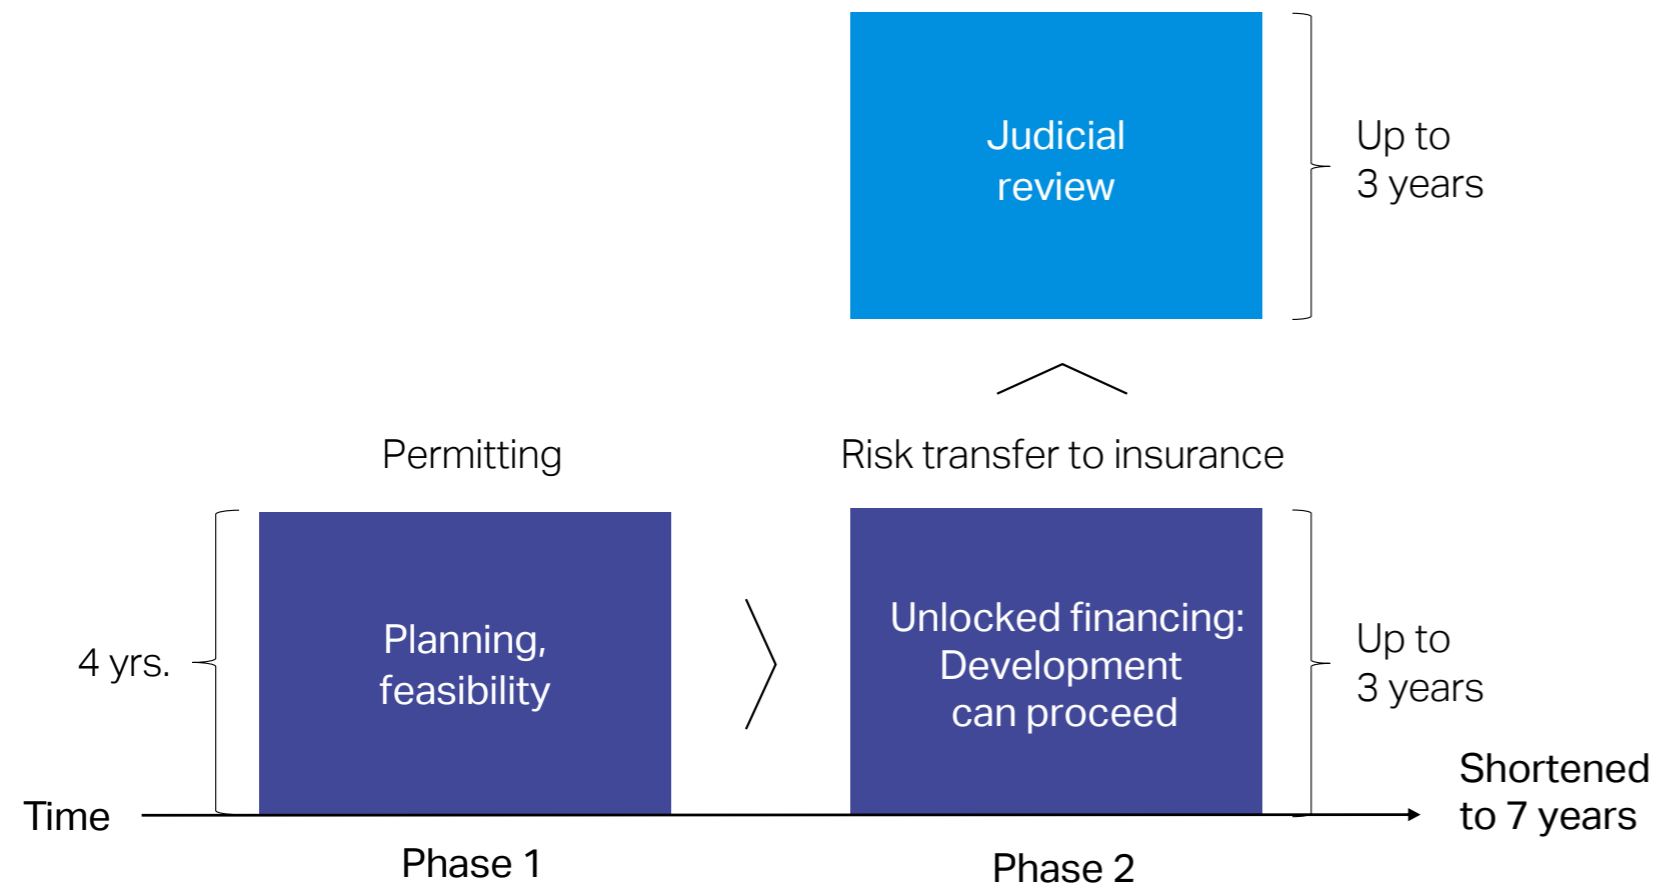 Judicial
review
Up to
3 years
Permitting
Risk transfer to insurance
4 yrs.
Planning,
feasibility
Unlocked financing:
Development
can proceed
Up to
3 years
Time
Shortened
to 7 years
Phase 1
Phase 2